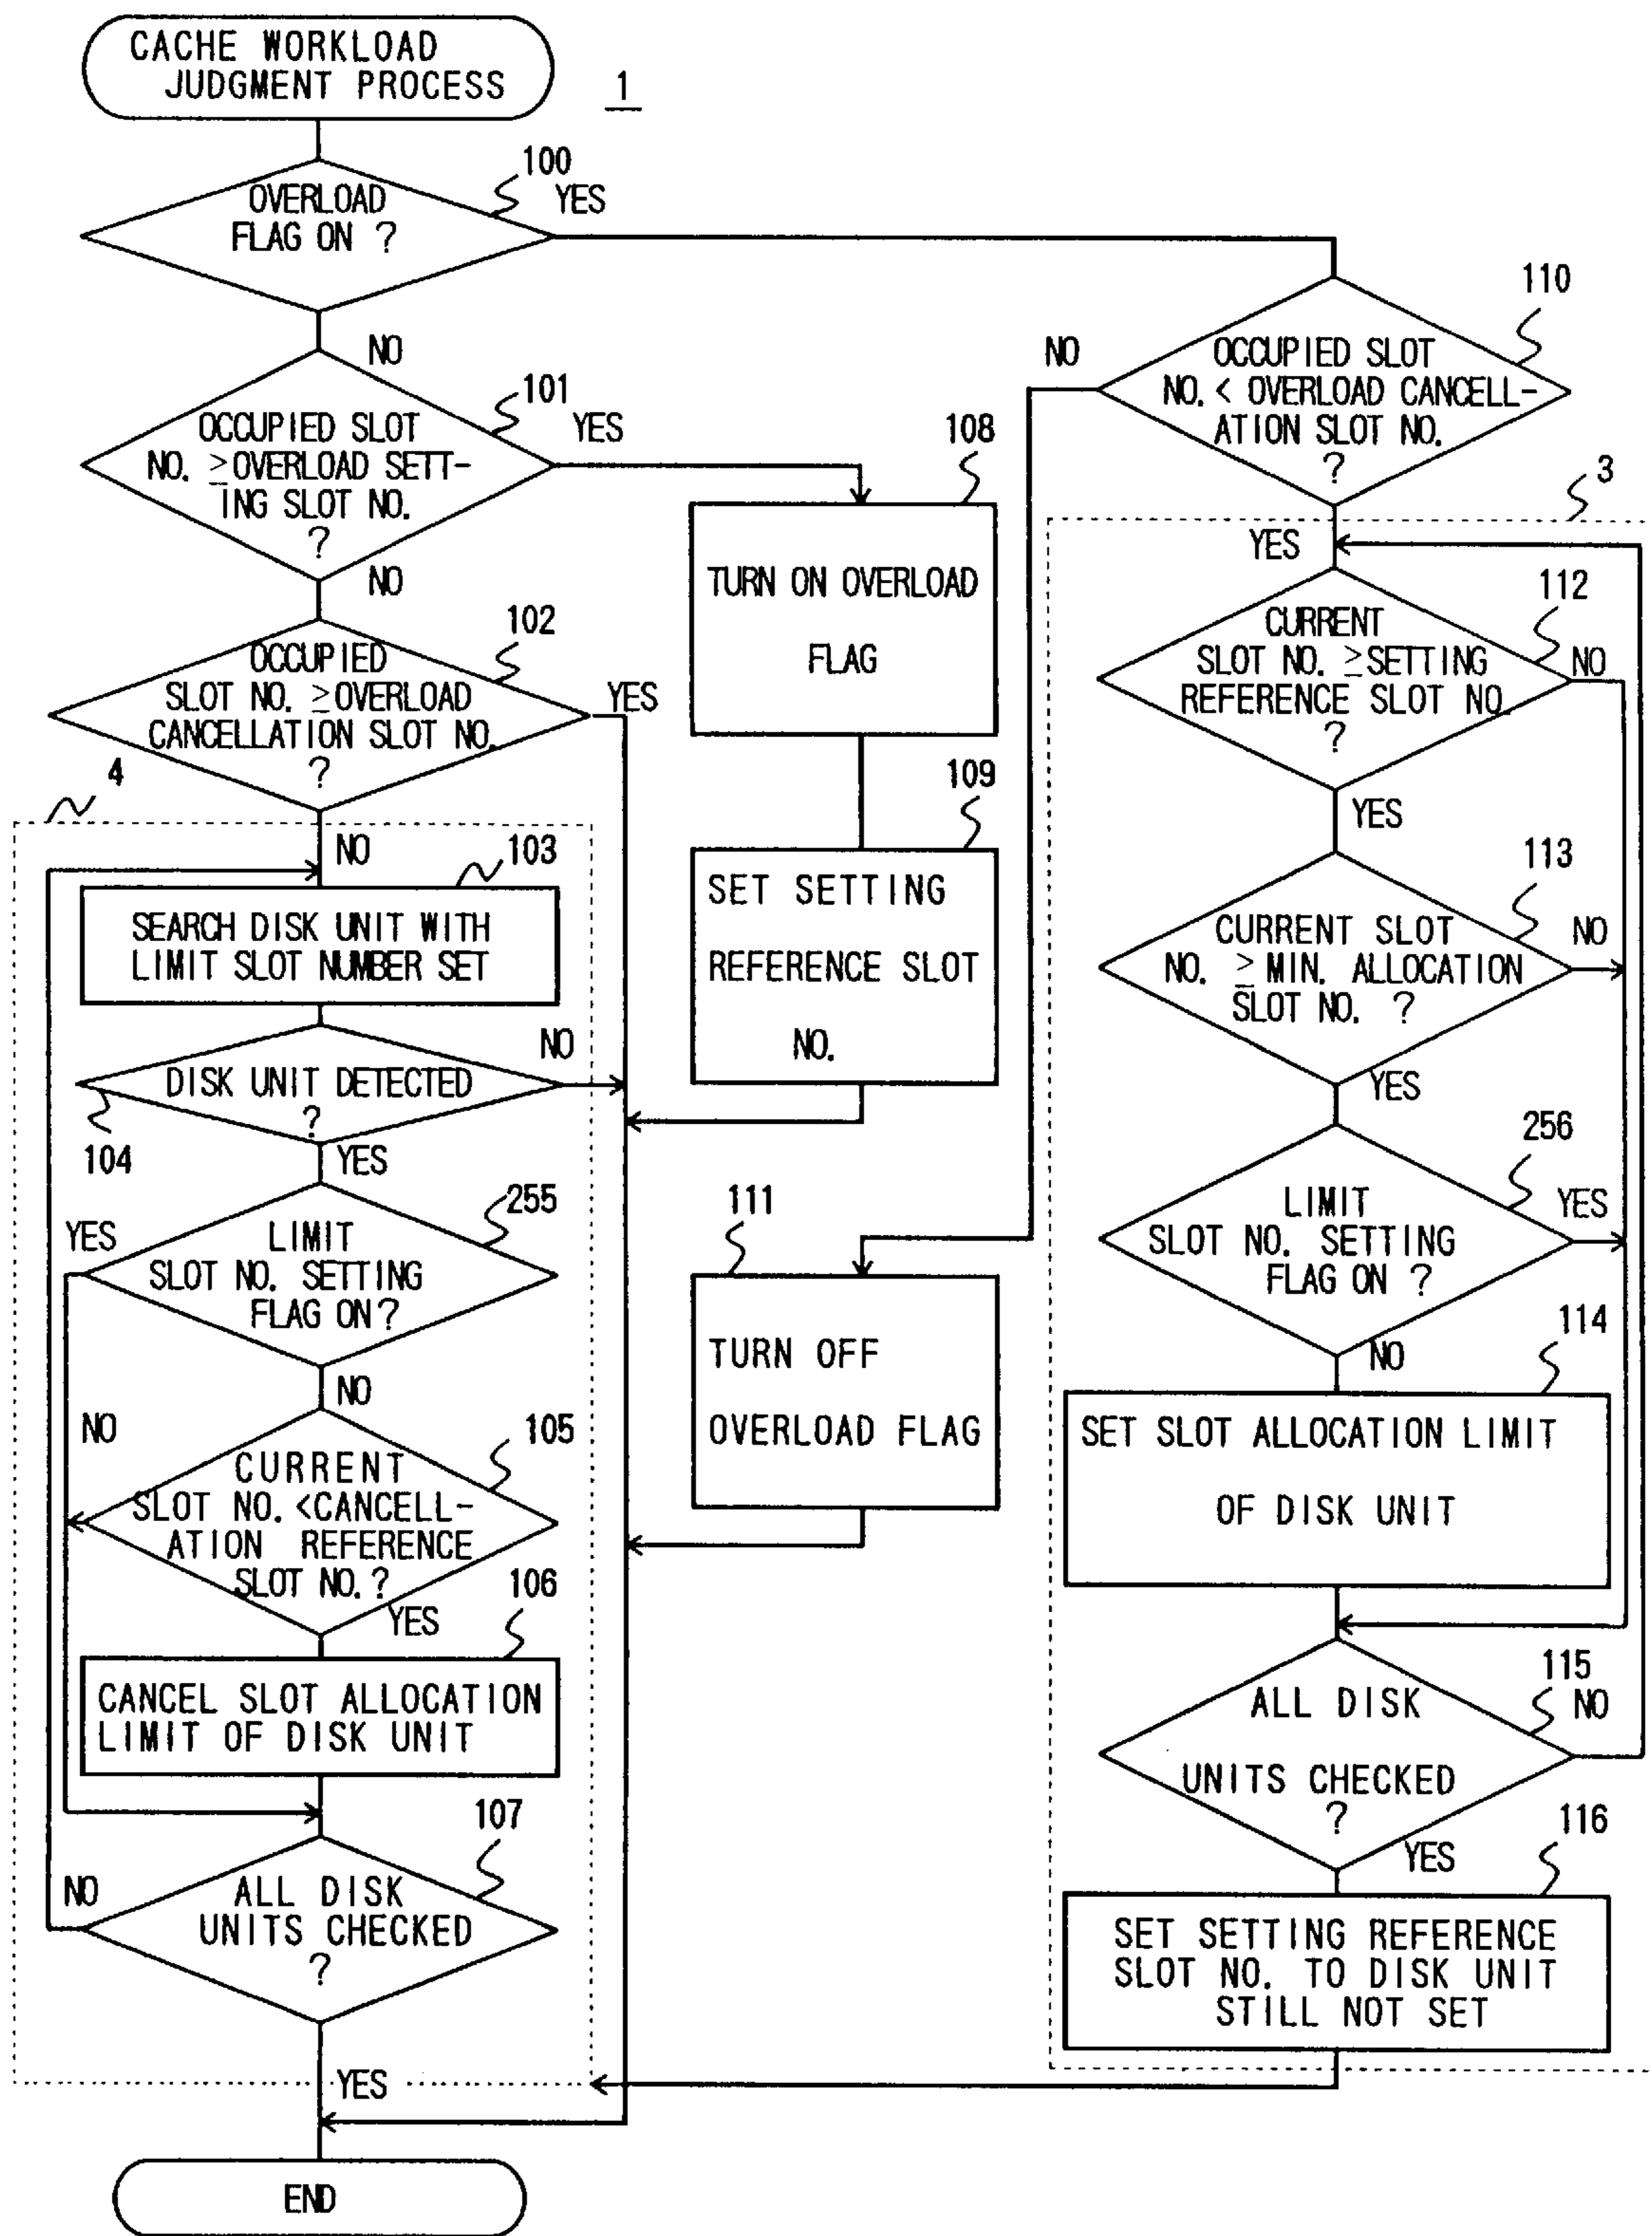 CACHE WORKLOAD
JUDGMENT PROCESS
1
100
OVERLOAD
FLAG ON ?
YES
NO
101
OCCUPIED SLOT
NO. ≥OVERLOAD SETT-
ING SLOT NO.
?
YES
NO
102
OCCUPIED
SLOT NO. ≥OVERLOAD
CANCELLATION SLOT NO.
?
YES
4
NO
103
SEARCH DISK UNIT WITH
LIMIT SLOT NUMBER SET
NO
DISK UNIT DETECTED
?
104
YES
255
YES
LIMIT
SLOT NO. SETTING
FLAG ON?
NO
NO
105
CURRENT
SLOT NO. <CANCELL-
ATION REFERENCE
SLOT NO. ?
106
YES
CANCEL SLOT ALLOCATION
LIMIT OF DISK UNIT
107
NO
ALL DISK
UNITS CHECKED
?
YES
END
108
TURN ON OVERLOAD
FLAG
109
SET SETTING
REFERENCE SLOT
NO.
111
TURN OFF
OVERLOAD FLAG
110
NO
OCCUPIED SLOT
NO. < OVERLOAD CANCELL-
ATION SLOT NO.
?
3
YES
112
CURRENT
SLOT NO. ≥SETTING
REFERENCE SLOT NO.
?
NO
YES
113
CURRENT SLOT
NO. ≥ MIN. ALLOCATION
SLOT NO. ?
NO
YES
256
LIMIT
SLOT NO. SETTING
FLAG ON ?
YES
NO
114
SET SLOT ALLOCATION LIMIT
OF DISK UNIT
115
ALL DISK
UNITS CHECKED
?
NO
YES
116
SET SETTING REFERENCE
SLOT NO. TO DISK UNIT
STILL NOT SET